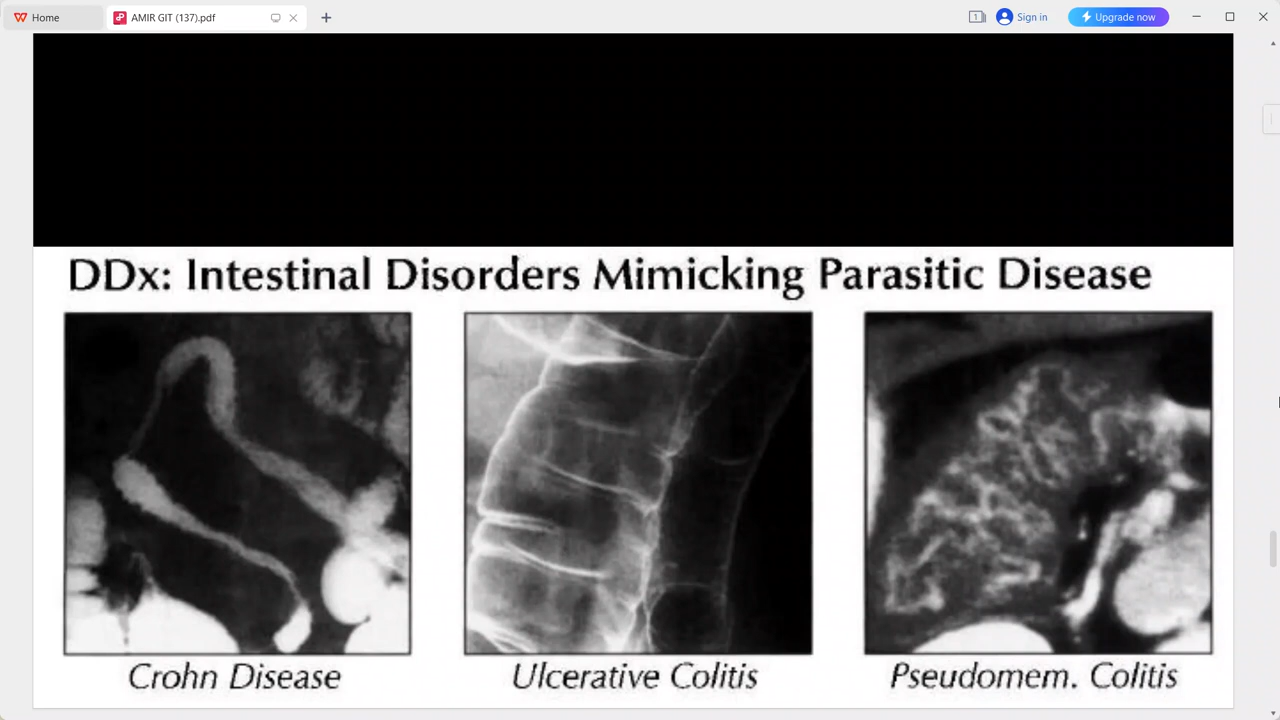 Home
AMIR GIT (137).pdf
1
Sign in
Upgrade now
DDx: Intestinal Disorders Mimicking Parasitic Disease
Crohn Disease
Ulcerative Colitis
Pseudomem. Colitis